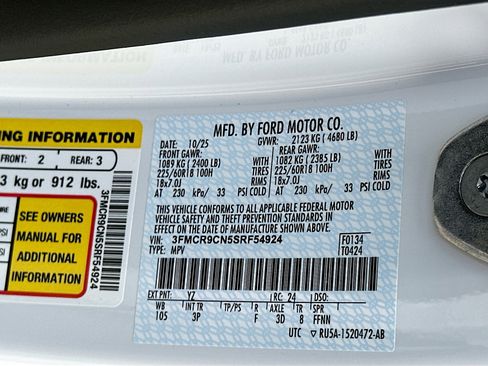 MFD. BY FORD MOTOR CO.
DATE: 10/25 GVWR: 2123 KG ( 4680 LB)
FRONT GAWR: REAR GAWR:
1089 KG ( 2400 LB) 1082 KG ( 2385 LB)
225/60R18 100H TIRES 225/60R18 100H TIRES
18x7.0J RIMS 18x7.0J RIMS
AT 230 kPa/ 33 PSI COLD AT 230 kPa/ 33 PSI COLD
THIS VEHICLE CONFORMS TO ALL APPLICABLE FEDERAL MOTOR
VEHICLE SAFETY AND THEFT PREVENTION STANDARDS IN
EFFECT ON THE DATE OF MANUFACTURE SHOWN ABOVE.
VIN: 3FMCR9CN5SRF54924 F0134
TYPE: MPV T0424
EXT PNT: YZ RC: 24 DSO:
WB INT TR TP/PS R AXLE TR SPR
105 3P F 3D 8 FFNN
UTC RU5A-1520472-AB
NG INFORMATION
FRONT: 2 REAR: 3
3 kg or 912 lbs.
SEE OWNERS
MANUAL FOR
ADDITIONAL
INFORMATION
3FMCR9CN5SRF54924